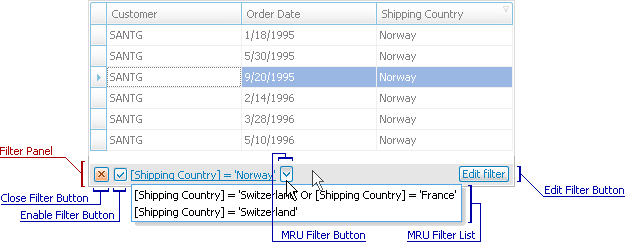 Customer Order Date Shipping Country
SANTG 1/18/1995 Norway
SANTG 5/30/1995 Norway
SANTG 9/20/1995 Norway
SANTG 2/14/1996 Norway
SANTG 3/28/1996 Norway
SANTG 5/10/1996 Norway
Filter Panel
[Shipping Country] = 'Norway' Edit filter
Close Filter Button [Shipping Country] = 'Switzerland' Or [Shipping Country] = 'France' Edit Filter Button
Enable Filter Button [Shipping Country] = 'Switzerland'
MRU Filter Button MRU Filter List